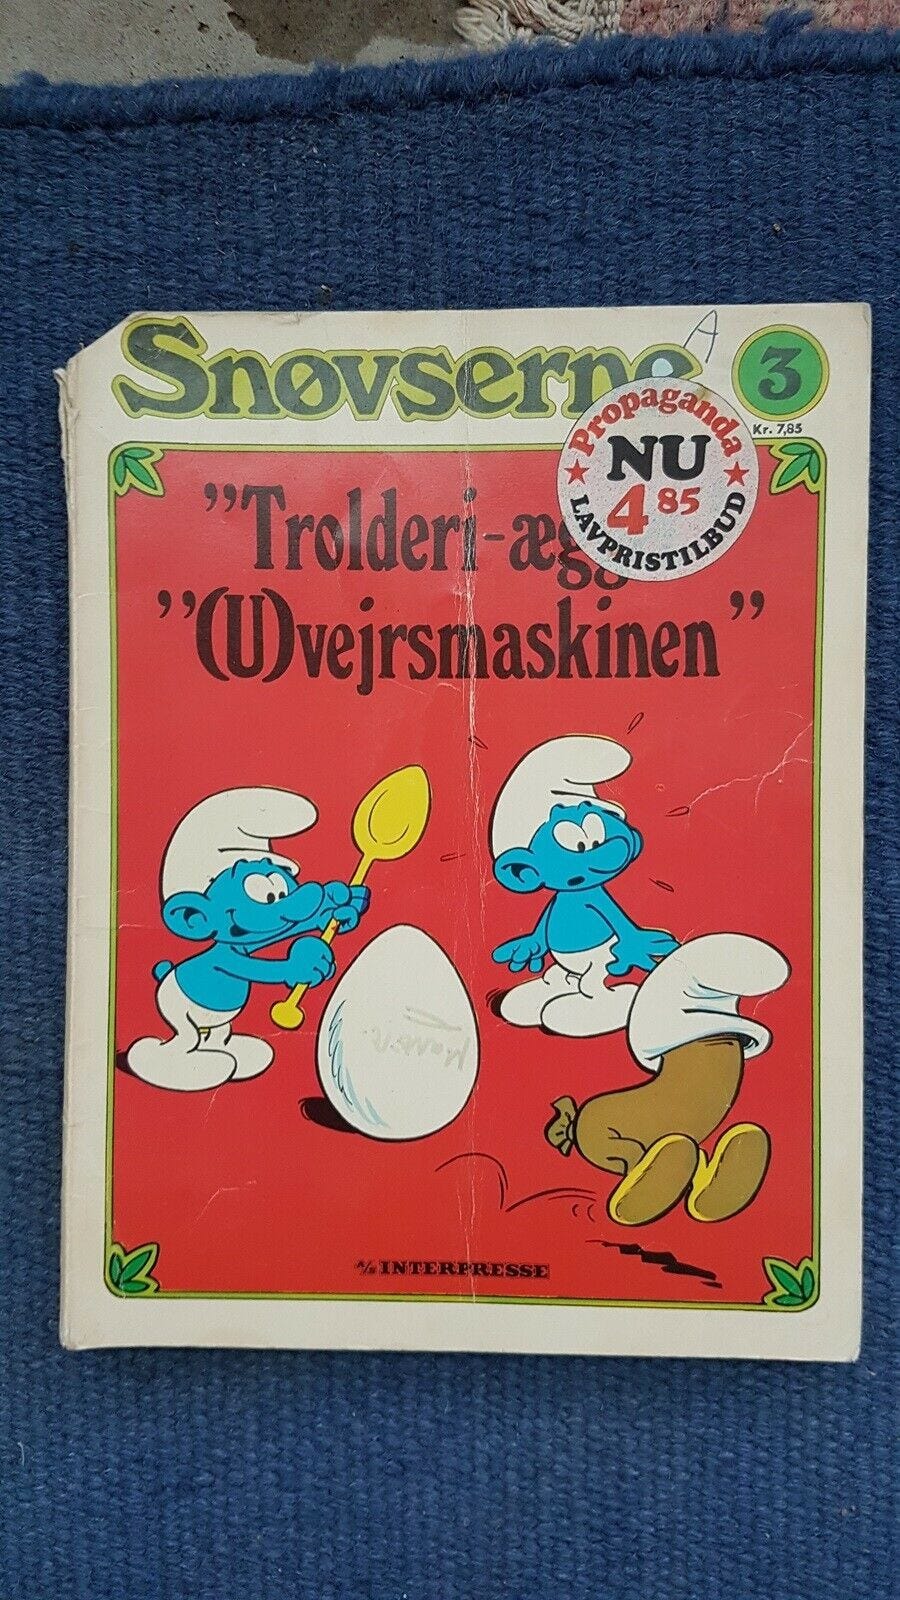 Snøvserne
A
3
Kr. 7,85
Propaganda
NU
4 85
LAVPRISTILBUD
"Trolderi-æg
"(U)vejrsmaskinen"
A/S INTERPRESSE